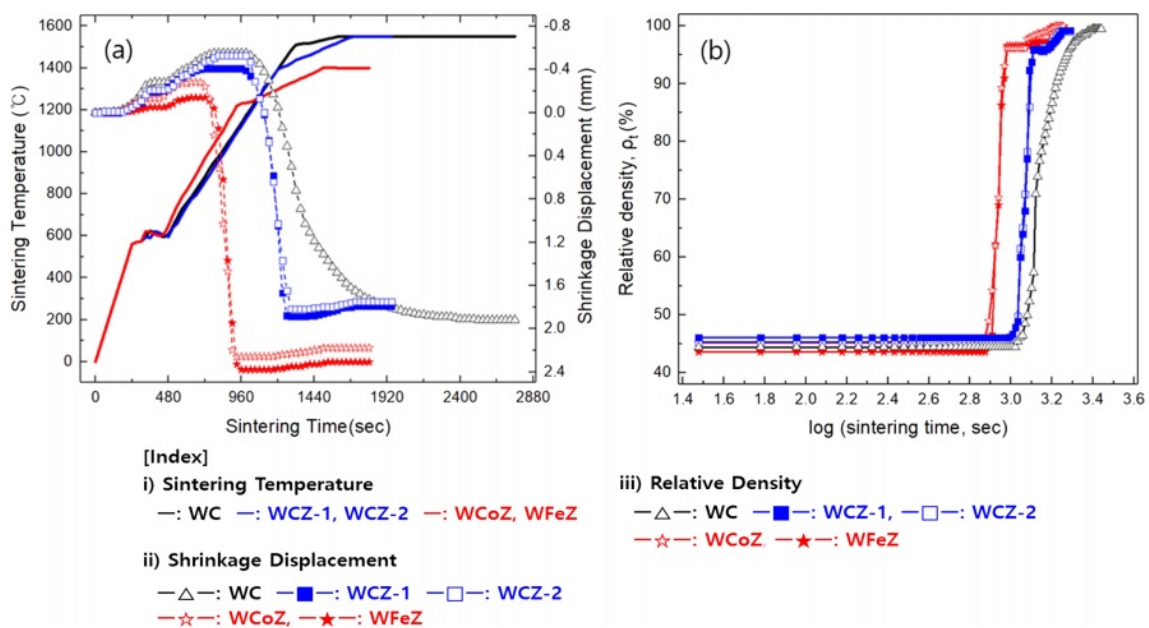 (a)
Sintering Temperature (℃)
1600
1400
1200
1000
800
600
400
200
0
0 480 960 1440 1920 2400 2880
Sintering Time(sec)
-0.8
-0.4
0.0
0.4
0.8
1.2
1.6
2.0
2.4
Shrinkage Displacement (mm)
(b)
Relative density, ρt (%)
100
90
80
70
60
50
40
1.4 1.6 1.8 2.0 2.2 2.4 2.6 2.8 3.0 3.2 3.4 3.6
log (sintering time, sec)
[Index]
i) Sintering Temperature
—: WC —: WCZ-1, WCZ-2 —: WCoZ, WFeZ
ii) Shrinkage Displacement
—△—: WC —■—: WCZ-1 —□—: WCZ-2
—☆—: WCoZ, —★—: WFeZ
iii) Relative Density
—△—: WC —■—: WCZ-1, —□—: WCZ-2
—☆—: WCoZ, —★—: WFeZ